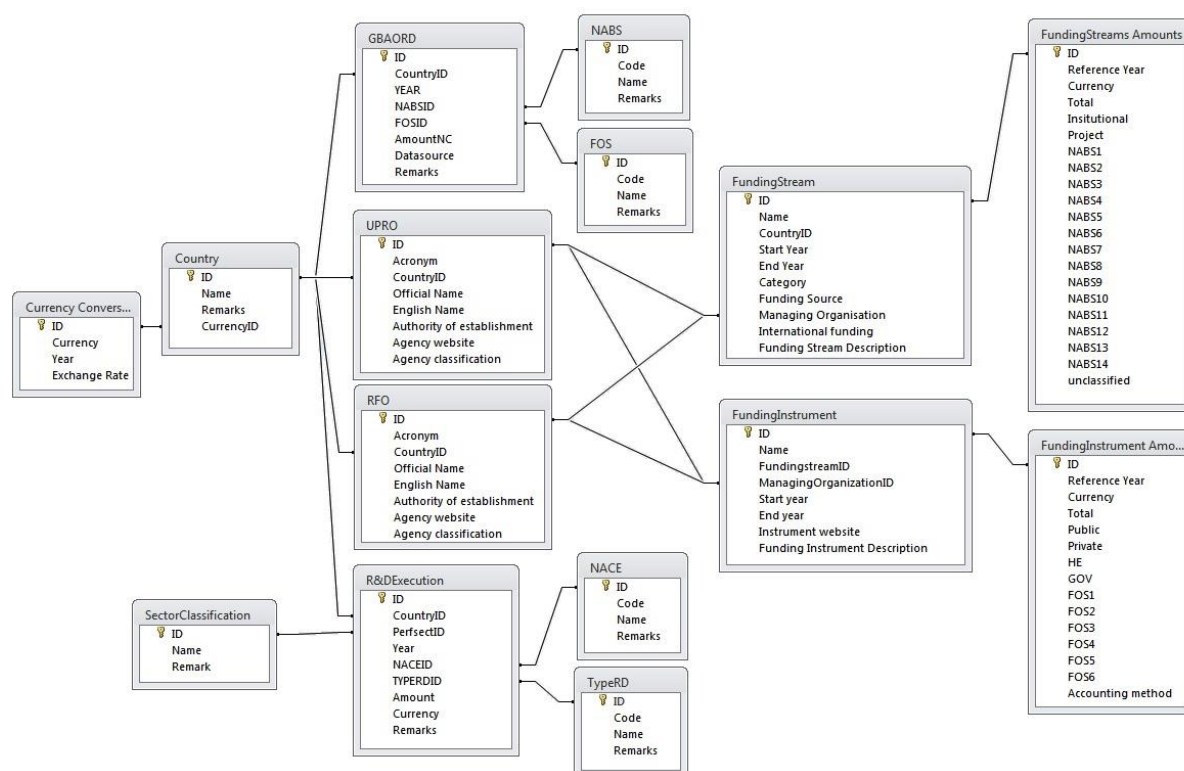 GBAORD
ID
CountryID
YEAR
NABSID
FOSID
AmountNC
Datasource
Remarks
NABS
ID
Code
Name
Remarks
FOS
ID
Code
Name
Remarks
FundingStreams Amounts
ID
Reference Year
Currency
Total
Insitutional
Project
NABS1
NABS2
NABS3
NABS4
NABS5
NABS6
NABS7
NABS8
NABS9
NABS10
NABS11
NABS12
NABS13
NABS14
unclassified
FundingStream
ID
Name
CountryID
Start Year
End Year
Category
Funding Source
Managing Organisation
International funding
Funding Stream Description
UPRO
ID
Acronym
CountryID
Official Name
English Name
Authority of establishment
Agency website
Agency classification
Country
ID
Name
Remarks
CurrencyID
Currency Convers...
ID
Currency
Year
Exchange Rate
RFO
ID
Acronym
CountryID
Official Name
English Name
Authority of establishment
Agency website
Agency classification
FundingInstrument
ID
Name
FundingstreamID
ManagingOrganizationID
Start year
End year
Instrument website
Funding Instrument Description
FundingInstrument Amo...
ID
Reference Year
Currency
Total
Public
Private
HE
GOV
FOS1
FOS2
FOS3
FOS4
FOS5
FOS6
Accounting method
R&DExecution
ID
CountryID
PerfsectID
Year
NACEID
TYPERDID
Amount
Currency
Remarks
SectorClassification
ID
Name
Remark
NACE
ID
Code
Name
Remarks
TypeRD
ID
Code
Name
Remarks